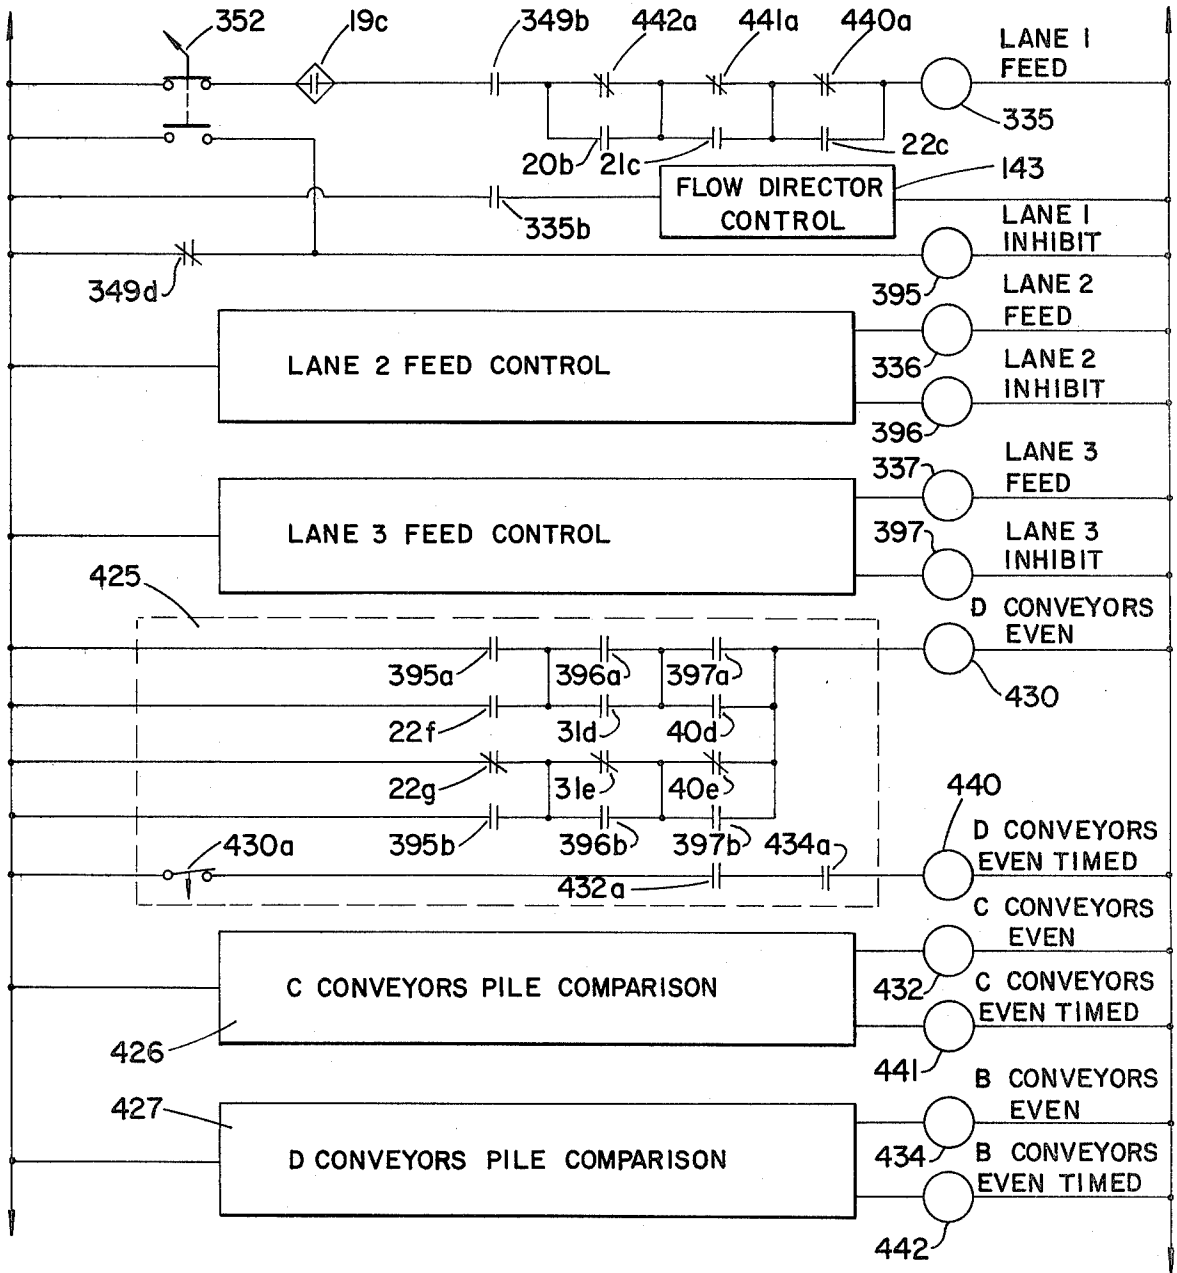 352
19c
349b
442a
441a
440a
LANE 1
FEED
335
20b
21c
22c
143
FLOW DIRECTOR
CONTROL
335b
LANE 1
INHIBIT
349d
395
LANE 2
FEED
LANE 2 FEED CONTROL
336
LANE 2
INHIBIT
396
337
LANE 3
FEED
LANE 3 FEED CONTROL
397
LANE 3
INHIBIT
425
D CONVEYORS
EVEN
395a
396a
397a
430
22f
31d
40d
22g
31e
40e
440
395b
396b
397b
434a
D CONVEYORS
EVEN TIMED
430a
432a
C CONVEYORS
EVEN
C CONVEYORS PILE COMPARISON
432
C CONVEYORS
EVEN TIMED
426
441
B CONVEYORS
EVEN
427
D CONVEYORS PILE COMPARISON
434
B CONVEYORS
EVEN TIMED
442